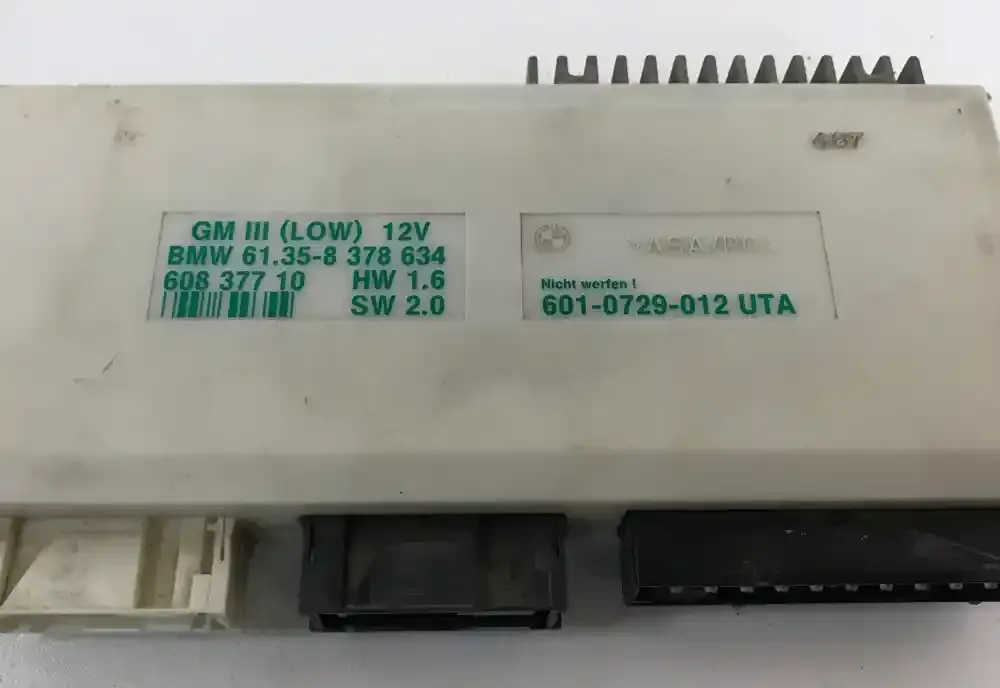 GM III (LOW) 12V
BMW 61.35-8 378 634
608 377 10 HW 1.6
SW 2.0
Nicht werfen !
601-0729-012 UTA